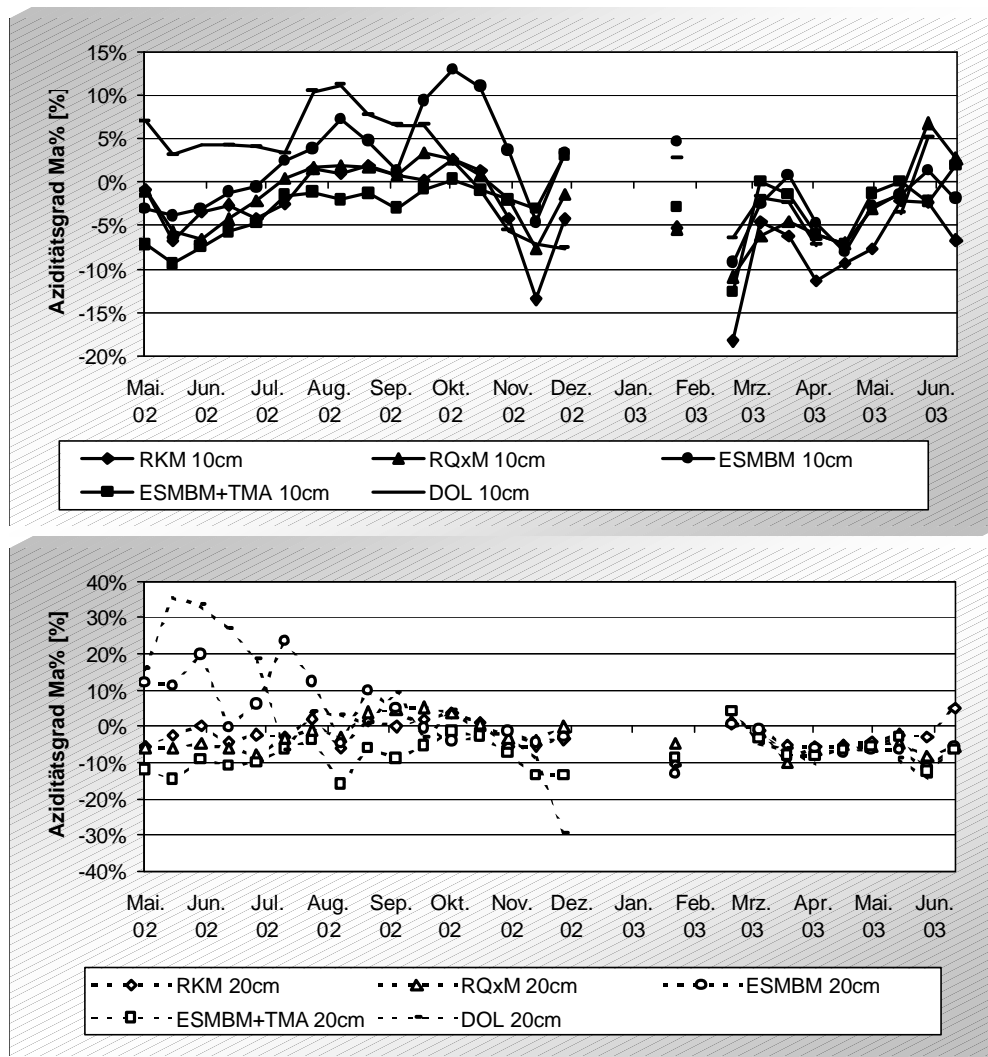 Aziditätsgrad Ma% [%]
15%
10%
5%
0%
-5%
-10%
-15%
-20%
Mai. Jun. Jul. Aug. Sep. Okt. Nov. Dez. Jan. Feb. Mrz. Apr. Mai. Jun.
02 02 02 02 02 02 02 02 03 03 03 03 03 03
RKM 10cm RQxM 10cm ESMBM 10cm
ESMBM+TMA 10cm DOL 10cm
Aziditätsgrad Ma% [%]
40%
30%
20%
10%
0%
-10%
-20%
-30%
-40%
Mai. Jun. Jul. Aug. Sep. Okt. Nov. Dez. Jan. Feb. Mrz. Apr. Mai. Jun.
02 02 02 02 02 02 02 02 03 03 03 03 03 03
RKM 20cm RQxM 20cm ESMBM 20cm
ESMBM+TMA 20cm DOL 20cm